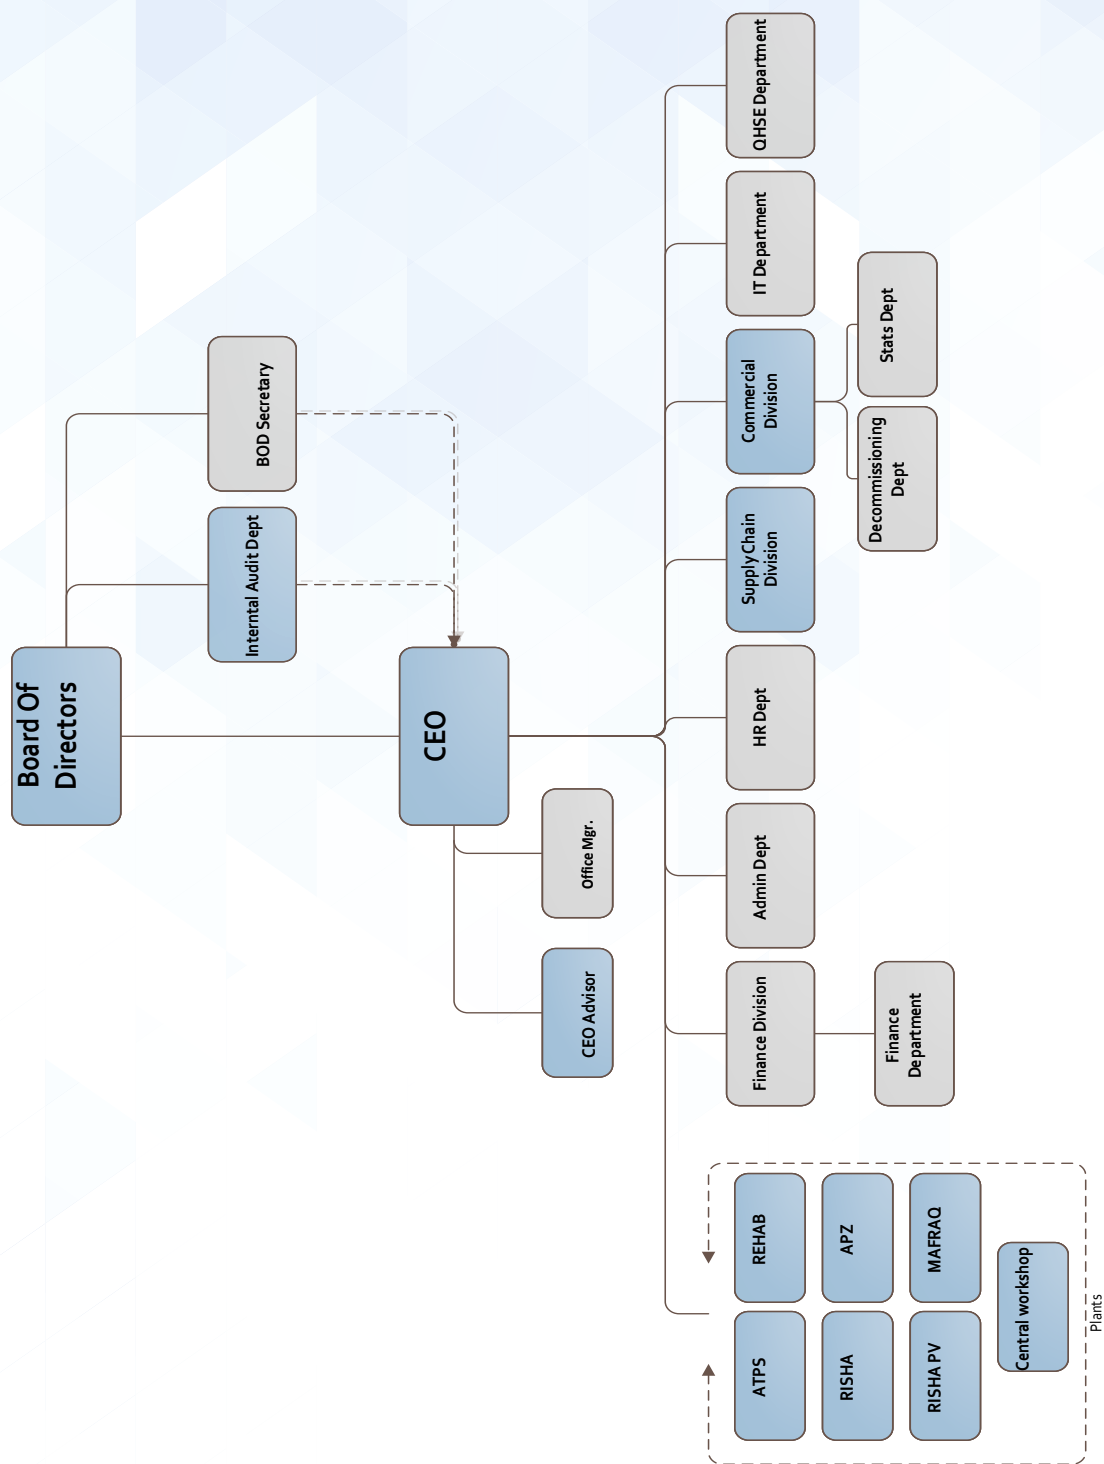 Board Of
Directors
Interntal Audit Dept
BOD Secretary
CEO
CEO Advisor
Office Mgr.
ATPS
REHAB
RISHA
APZ
RISHA PV
MAFRAQ
Central workshop
Plants
Finance Division
Finance
Department
Admin Dept
HR Dept
SupplyChain
Division
Commercial
Division
Decommissioning
Dept
Stats Dept
IT Department
QHSE Department